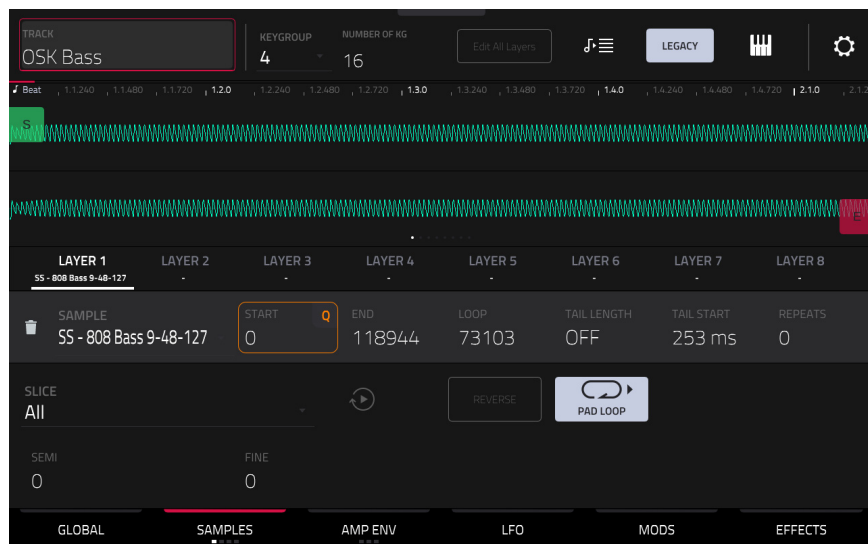 TRACK
OSK Bass
KEYGROUP
4
NUMBER OF KG
16
Edit All Layers
LEGACY
Beat 1.1.240 1.1.480 1.1.720 1.2.0 1.2.240 1.2.480 1.2.720 1.3.0 1.3.240 1.3.480 1.3.720 1.4.0 1.4.240 1.4.480 1.4.720 2.1.0 2.1.2
S
E
LAYER 1 LAYER 2 LAYER 3 LAYER 4 LAYER 5 LAYER 6 LAYER 7 LAYER 8
SS - 808 Bass 9-48-127 - - - - - - -
SAMPLE START Q END LOOP TAIL LENGTH TAIL START REPEATS
SS - 808 Bass 9-48-127 0 118944 73103 OFF 253 ms 0
SLICE
All
REVERSE
PAD LOOP
SEMI FINE
0 0
GLOBAL SAMPLES AMP ENV LFO MODS EFFECTS